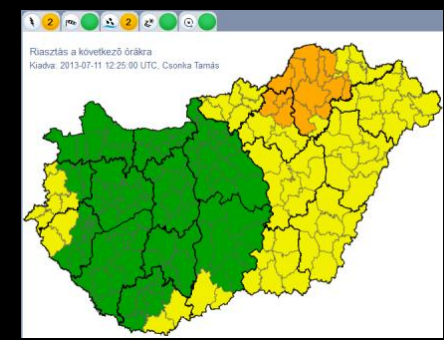 2 2
Riasztás a következő órákra
Kiadva: 2013-07-11 12:25:00 UTC, Csonka Tamás